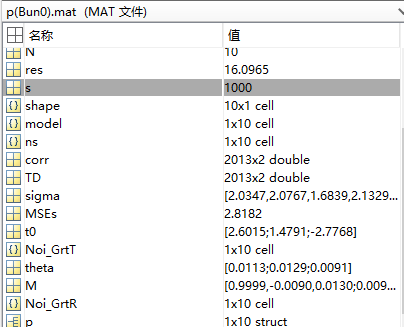 p(Bun0).mat (MAT 文件)
名称 值
N 10
res 16.0965
s 1000
shape 10x1 cell
model 1x10 cell
ns 1x10 cell
corr 2013x2 double
TD 2013x2 double
sigma [2.0347,2.0767,1.6839,2.1329...
MSEs 2.8182
t0 [2.6015;1.4791;-2.7768]
Noi_GrtT 1x10 cell
theta [0.0113;0.0129;0.0091]
M [0.9999,-0.0090,0.0130;0.009...
Noi_GrtR 1x10 cell
p 1x10 struct